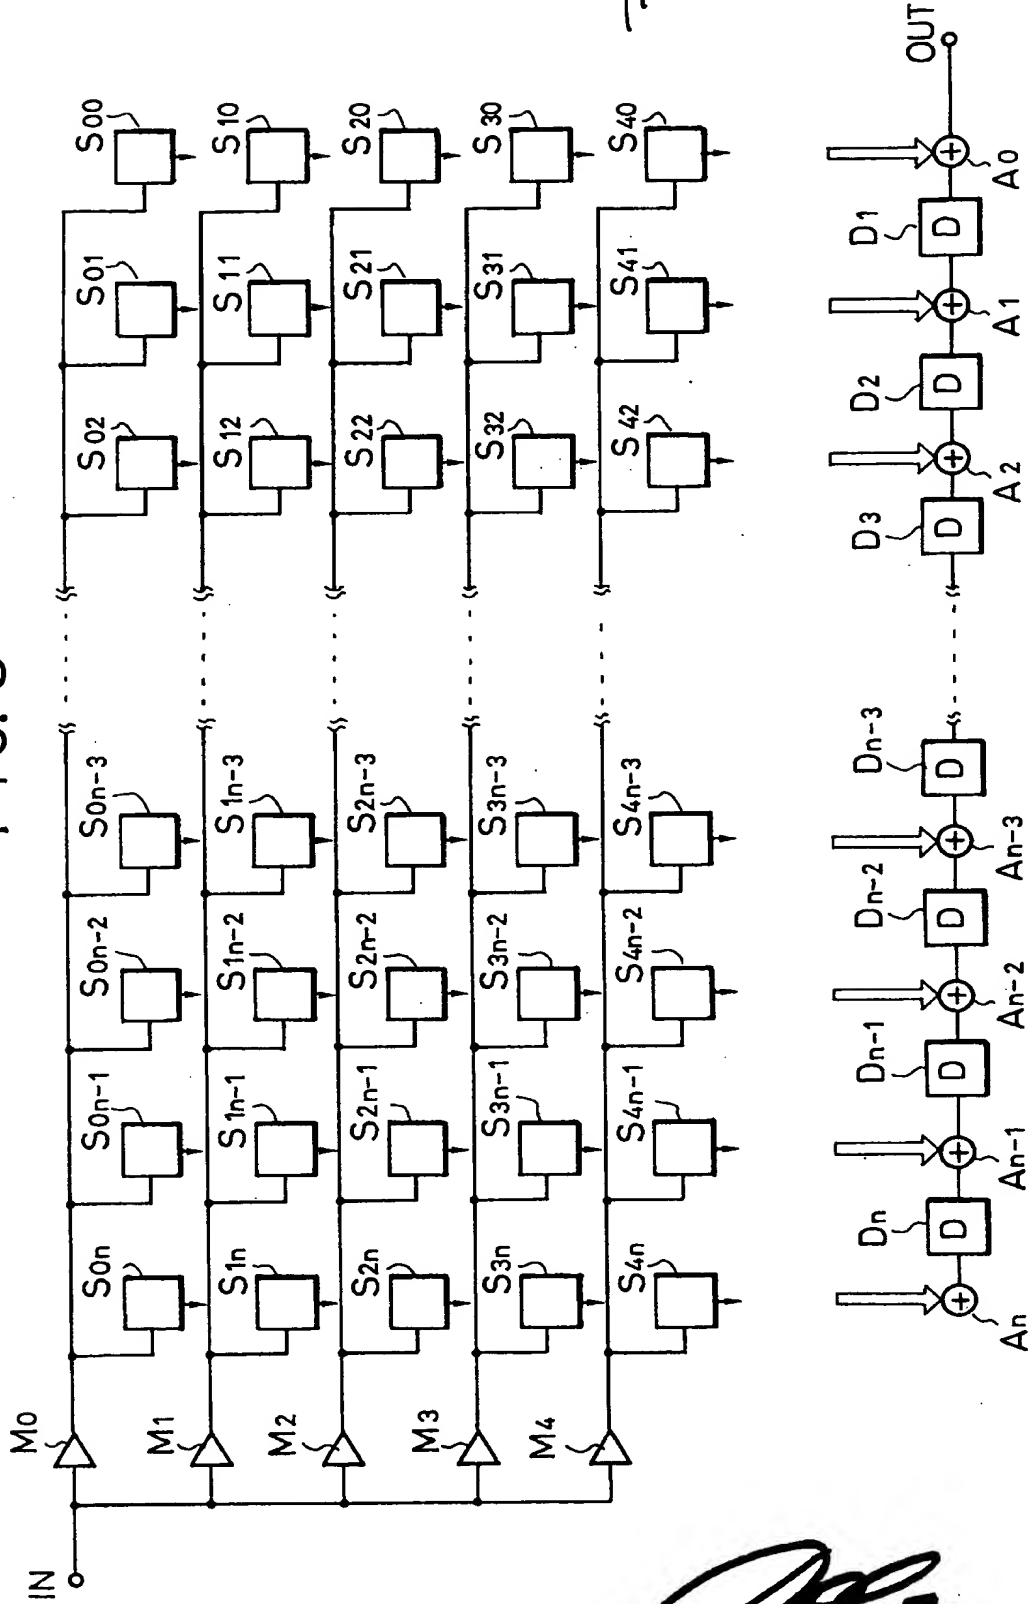 IN
M0
S0n
S0n-1
S0n-2
S0n-3
S02
S01
S00
M1
S1n
S1n-1
S1n-2
S1n-3
S12
S11
S10
M2
S2n
S2n-1
S2n-2
S2n-3
S22
S21
S20
M3
S3n
S3n-1
S3n-2
S3n-3
S32
S31
S30
M4
S4n
S4n-1
S4n-2
S4n-3
S42
S41
S40
Dn
Dn-1
Dn-2
Dn-3
D3
D2
D1
OUT
+
D
+
D
+
D
+
D
D
+
D
+
D
+
An
An-1
An-2
An-3
A2
A1
A0